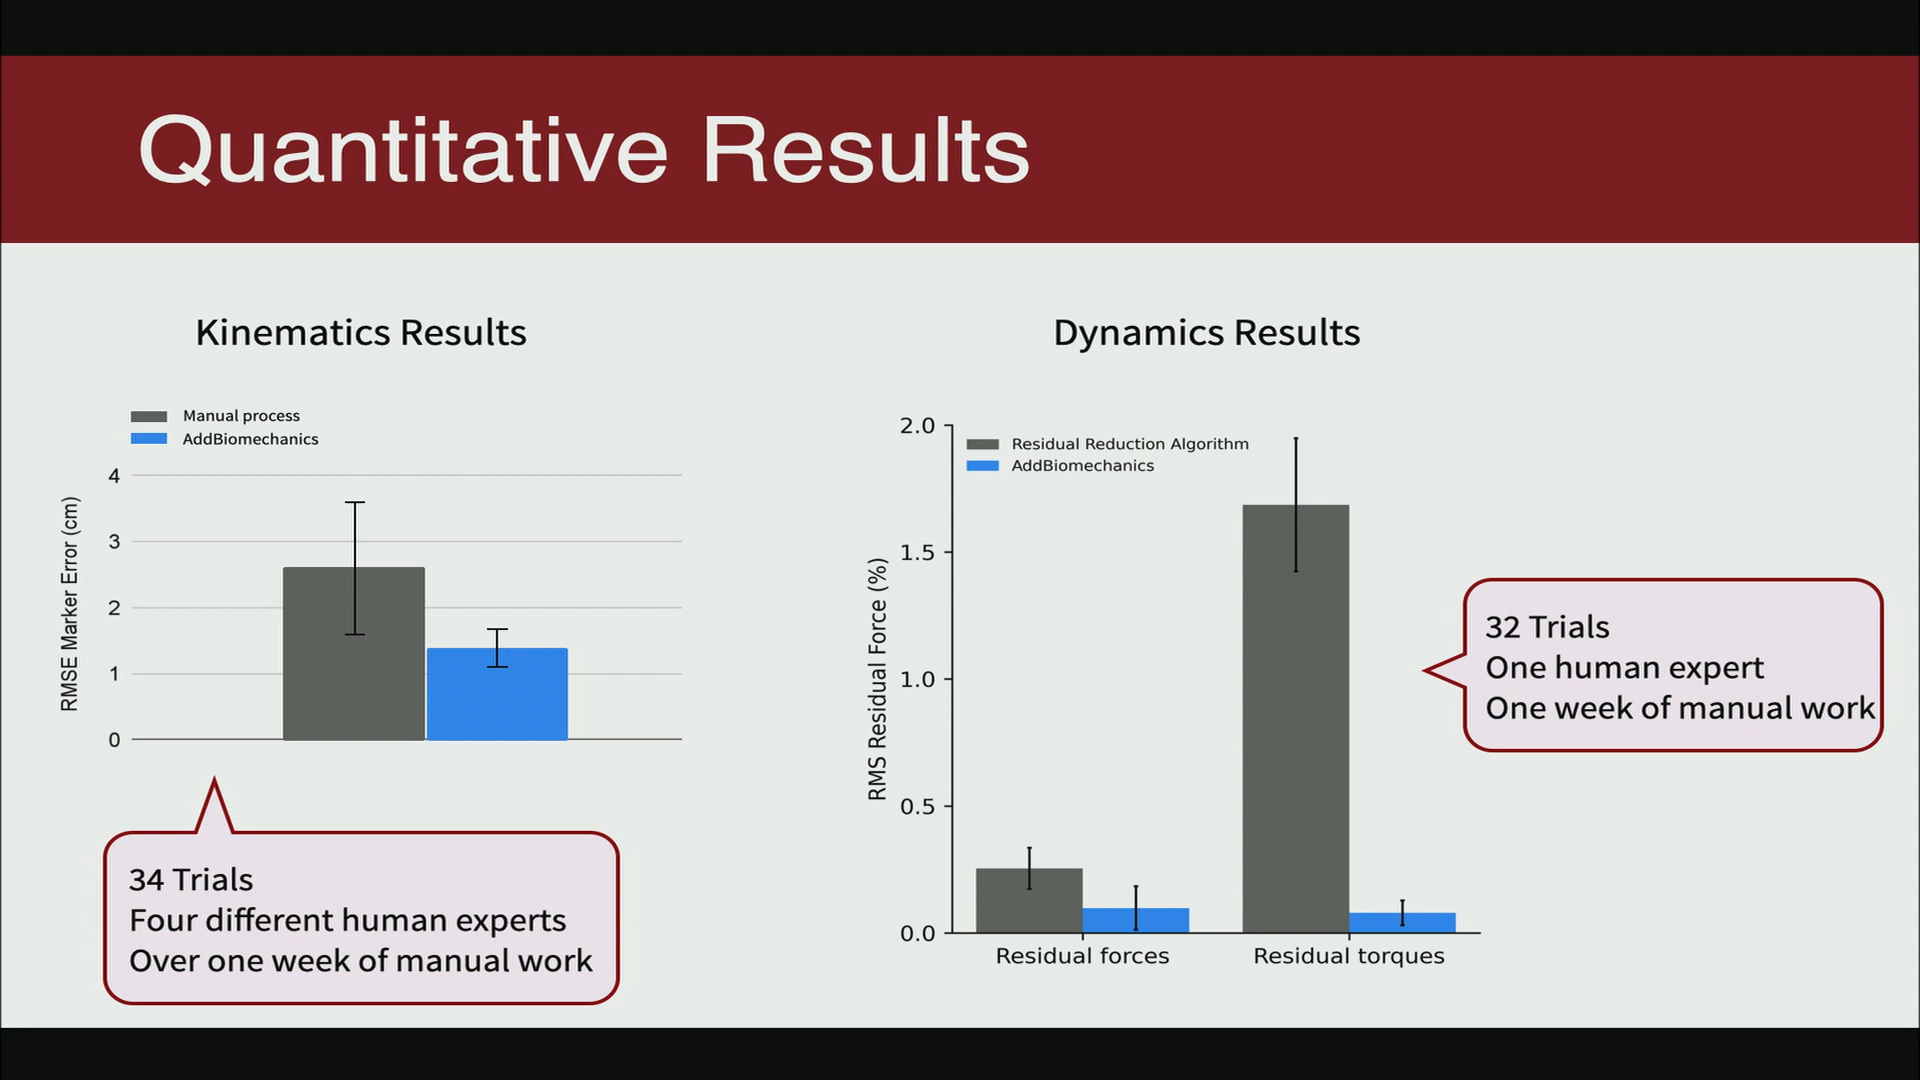 Quantitative Results
Kinematics Results
Manual process
AddBiomechanics
RMSE Marker Error (cm)
4
3
2
1
0
34 Trials
Four different human experts
Over one week of manual work
Dynamics Results
Residual Reduction Algorithm
AddBiomechanics
RMS Residual Force (%)
2.0
1.5
1.0
0.5
0.0
Residual forces
Residual torques
32 Trials
One human expert
One week of manual work